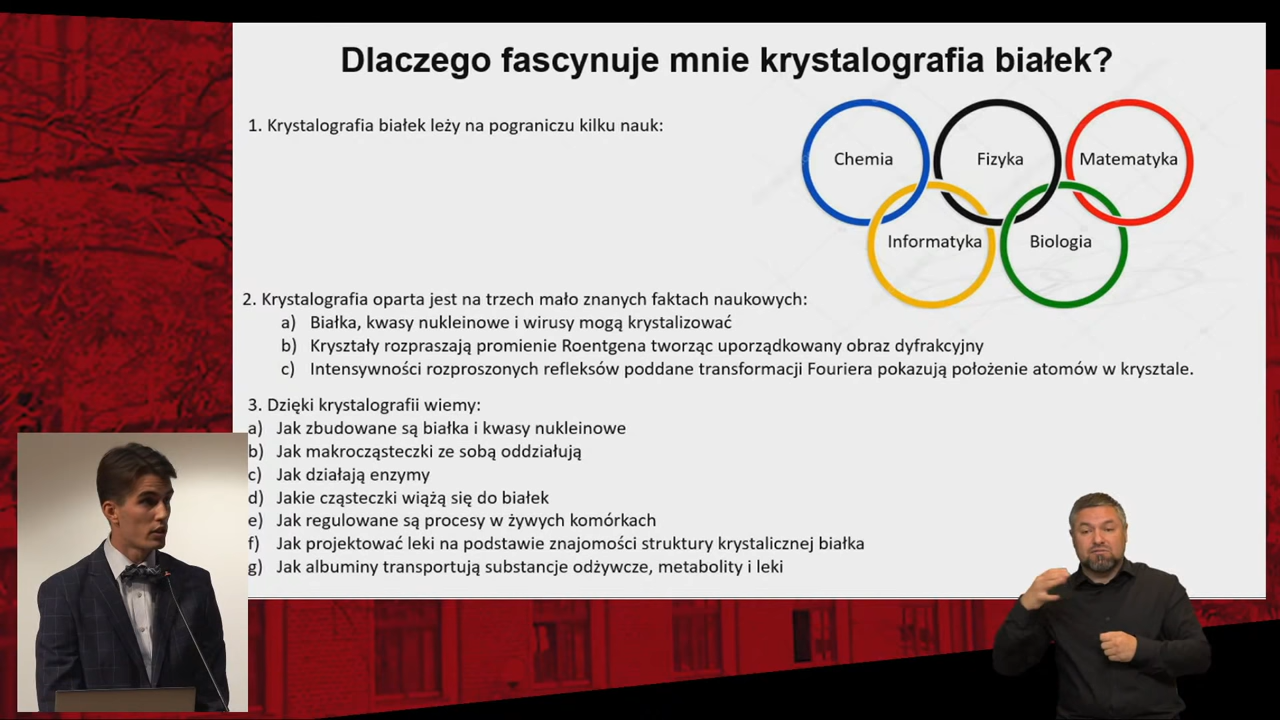 Dlaczego fascynuje mnie krystalografia białek?
1. Krystalografia białek leży na pograniczu kilku nauk:
Chemia
Fizyka
Matematyka
Informatyka
Biologia
2. Krystalografia oparta jest na trzech mało znanych faktach naukowych:
a) Białka, kwasy nukleinowe i wirusy mogą krystalizować
b) Kryształy rozpraszają promienie Roentgena tworząc uporządkowany obraz dyfrakcyjny
c) Intensywności rozproszonych refleksów poddane transformacji Fouriera pokazują położenie atomów w krysztale.
3. Dzięki krystalografii wiemy:
a) Jak zbudowane są białka i kwasy nukleinowe
b) Jak makrocząsteczki ze sobą oddziałują
c) Jak działają enzymy
d) Jakie cząsteczki wiążą się do białek
e) Jak regulowane są procesy w żywych komórkach
f) Jak projektować leki na podstawie znajomości struktury krystalicznej białka
g) Jak albuminy transportują substancje odżywcze, metabolity i leki